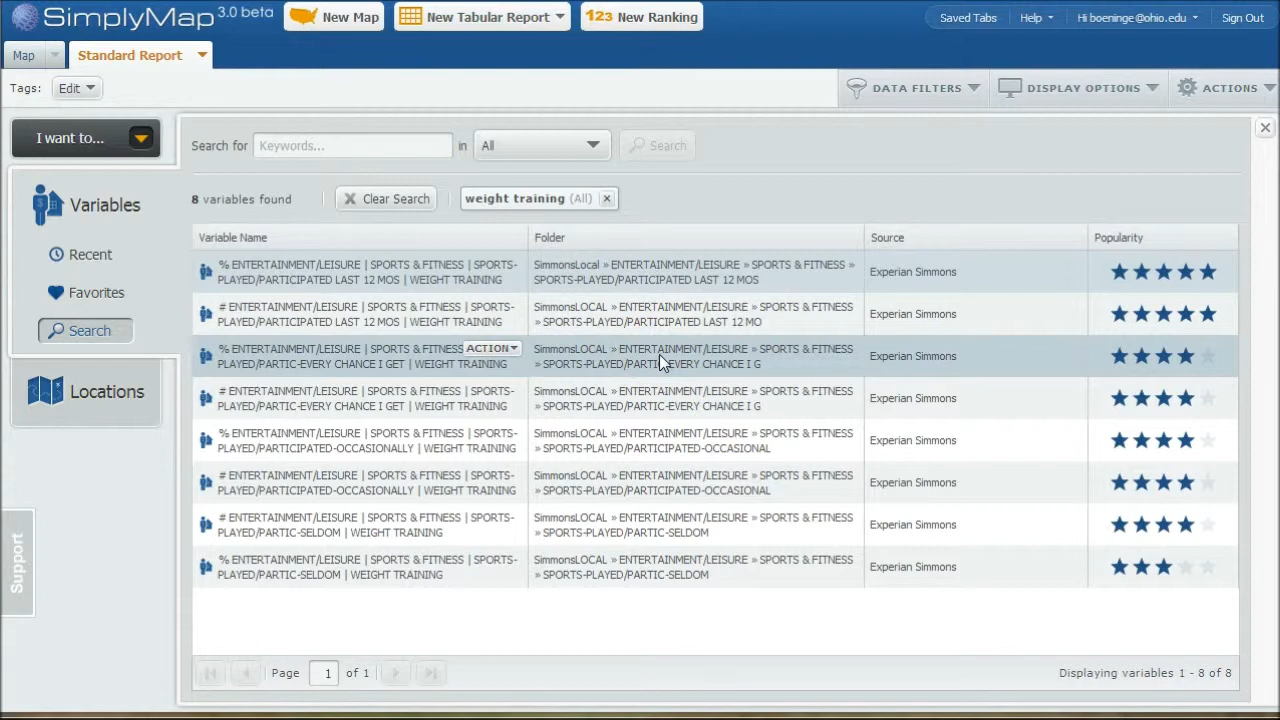 SimplyMap 3.0 beta
New Map
New Tabular Report
123 New Ranking
Saved Tabs
Help
Hi boeninge@ohio.edu
Sign Out
Map
Standard Report
Tags:
Edit
DATA FILTERS
DISPLAY OPTIONS
ACTIONS
I want to...
Variables
Recent
Favorites
Search
Locations
Support
Search for
Keywords...
in
All
Search
8 variables found
Clear Search
weight training (All)
Variable Name
Folder
Source
Popularity
% ENTERTAINMENT/LEISURE | SPORTS & FITNESS | SPORTS-
PLAYED/PARTICIPATED LAST 12 MOS | WEIGHT TRAINING
SimmonsLocal » ENTERTAINMENT/LEISURE » SPORTS & FITNESS »
SPORTS-PLAYED/PARTICIPATED LAST 12 MOS
Experian Simmons
# ENTERTAINMENT/LEISURE | SPORTS & FITNESS | SPORTS-
PLAYED/PARTICIPATED LAST 12 MOS | WEIGHT TRAINING
SimmonsLOCAL » ENTERTAINMENT/LEISURE » SPORTS & FITNESS
» SPORTS-PLAYED/PARTICIPATED LAST 12 MO
Experian Simmons
% ENTERTAINMENT/LEISURE | SPORTS & FITNESS
ACTION
PLAYED/PARTIC-EVERY CHANCE I GET | WEIGHT TRAINING
SimmonsLOCAL » ENTERTAINMENT/LEISURE » SPORTS & FITNESS
» SPORTS-PLAYED/PARTIC-EVERY CHANCE I G
Experian Simmons
# ENTERTAINMENT/LEISURE | SPORTS & FITNESS | SPORTS-
PLAYED/PARTIC-EVERY CHANCE I GET | WEIGHT TRAINING
SimmonsLOCAL » ENTERTAINMENT/LEISURE » SPORTS & FITNESS
» SPORTS-PLAYED/PARTIC-EVERY CHANCE I G
Experian Simmons
% ENTERTAINMENT/LEISURE | SPORTS & FITNESS | SPORTS-
PLAYED/PARTICIPATED-OCCASIONALLY | WEIGHT TRAINING
SimmonsLOCAL » ENTERTAINMENT/LEISURE » SPORTS & FITNESS
» SPORTS-PLAYED/PARTICIPATED-OCCASIONAL
Experian Simmons
# ENTERTAINMENT/LEISURE | SPORTS & FITNESS | SPORTS-
PLAYED/PARTICIPATED-OCCASIONALLY | WEIGHT TRAINING
SimmonsLOCAL » ENTERTAINMENT/LEISURE » SPORTS & FITNESS
» SPORTS-PLAYED/PARTICIPATED-OCCASIONAL
Experian Simmons
# ENTERTAINMENT/LEISURE | SPORTS & FITNESS | SPORTS-
PLAYED/PARTIC-SELDOM | WEIGHT TRAINING
SimmonsLOCAL » ENTERTAINMENT/LEISURE » SPORTS & FITNESS
» SPORTS-PLAYED/PARTIC-SELDOM
Experian Simmons
% ENTERTAINMENT/LEISURE | SPORTS & FITNESS | SPORTS-
PLAYED/PARTIC-SELDOM | WEIGHT TRAINING
SimmonsLOCAL » ENTERTAINMENT/LEISURE » SPORTS & FITNESS
» SPORTS-PLAYED/PARTIC-SELDOM
Experian Simmons
Page 1 of 1
Displaying variables 1 - 8 of 8